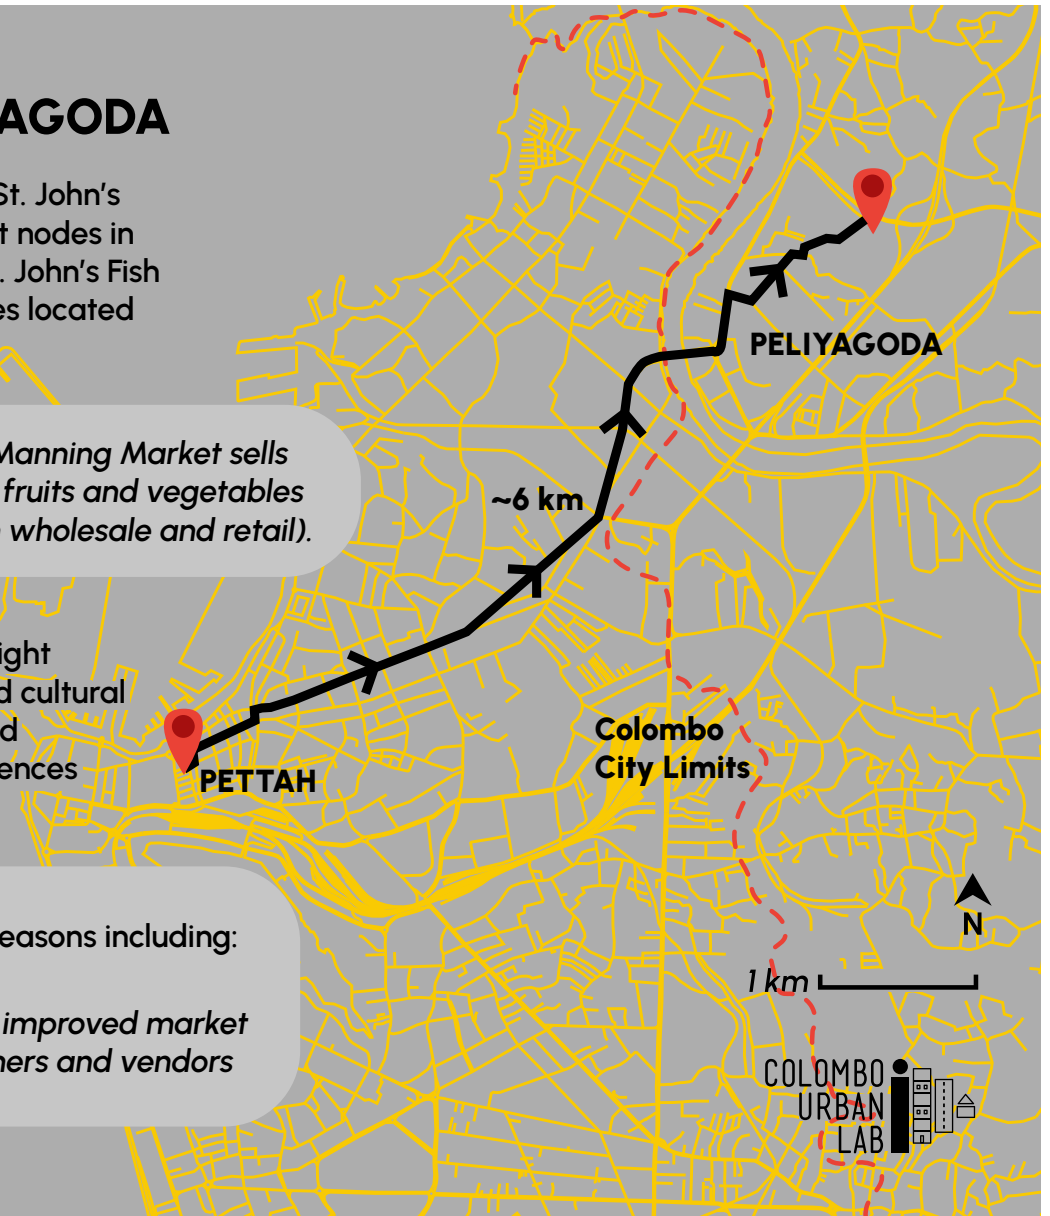 AGODA
St. John's
t nodes in
. John's Fish
es located
PELIYAGODA
Manning Market sells
fruits and vegetables
wholesale and retail).
~6 km
ight
d cultural
d
ences
PETTAH
Colombo
City Limits
easons including:
improved market
ners and vendors
N
1 km
COLOMBO
URBAN
LAB